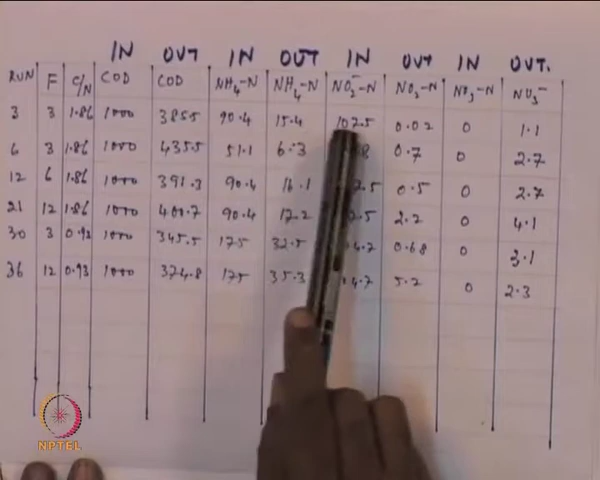 IN OUT IN OUT IN OUT IN OUT.
RUN F C/N COD COD NH4-N NH4-N NO2-N NO2-N NO3-N NO3-
3 3 1.86 1000 385.5 90.4 15.4 102.5 0.02 0 1.1
6 3 1.86 1000 435.5 51.1 6.3 0.7 0 2.7
12 6 1.86 1000 391.3 90.4 16.1 0.5 0 2.7
21 12 1.86 1000 400.7 90.4 17.2 2.2 0 4.1
30 3 0.92 1000 345.5 175 32.5 0.68 0 3.1
36 12 0.93 1000 374.8 175 35.3 5.2 0 2.3
NPTEL